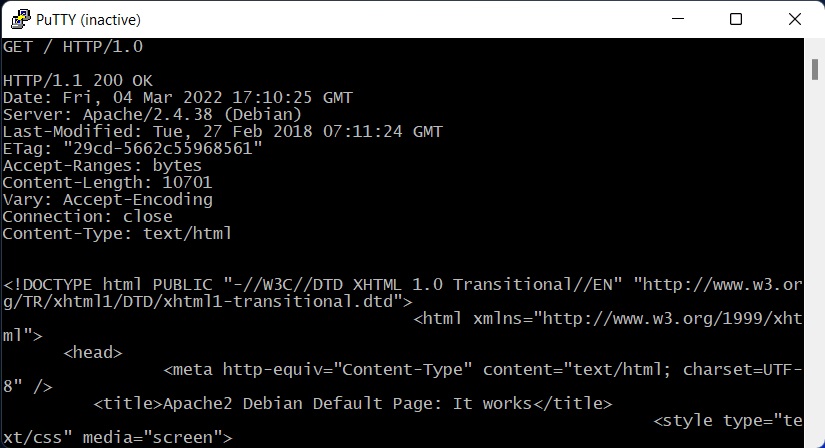 PuTTY (inactive)
GET / HTTP/1.0
HTTP/1.1 200 OK
Date: Fri, 04 Mar 2022 17:10:25 GMT
Server: Apache/2.4.38 (Debian)
Last-Modified: Tue, 27 Feb 2018 07:11:24 GMT
ETag: "29cd-5662c55968561"
Accept-Ranges: bytes
Content-Length: 10701
Vary: Accept-Encoding
Connection: close
Content-Type: text/html
<!DOCTYPE html PUBLIC "-//W3C//DTD XHTML 1.0 Transitional//EN" "http://www.w3.or
g/TR/xhtml1/DTD/xhtml1-transitional.dtd">
<html xmlns="http://www.w3.org/1999/xht
ml">
<head>
<meta http-equiv="Content-Type" content="text/html; charset=UTF-
8" />
<title>Apache2 Debian Default Page: It works</title>
<style type="te
xt/css" media="screen">